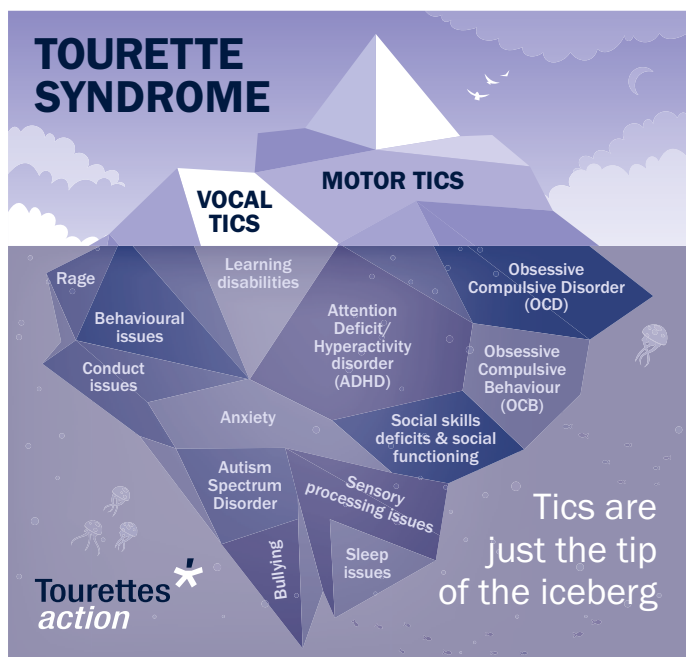 TOURETTE
SYNDROME
MOTOR TICS
VOCAL
TICS
Rage
Learning
disabilities
Obsessive
Compulsive Disorder
(OCD)
Behavioural
issues
Attention
Deficit/
Hyperactivity
disorder
(ADHD)
Obsessive
Compulsive
Behaviour
(OCB)
Conduct
issues
Anxiety
Social skills
deficits & social
functioning
Autism
Spectrum
Disorder
Sensory
processing issues
Bullying
Sleep
issues
Tics are
just the tip
of the iceberg
Tourettes
action